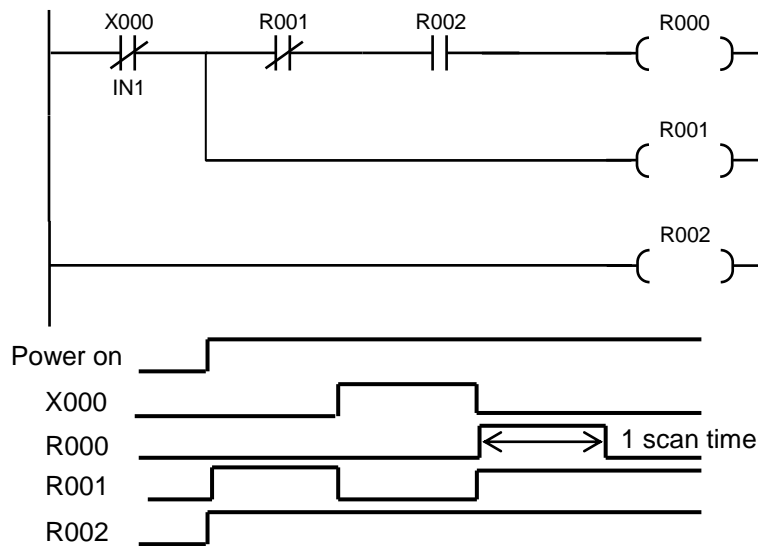 X000 R001 R002 R000
IN1
R001
R002
Power on
X000
R000 1 scan time
R001
R002